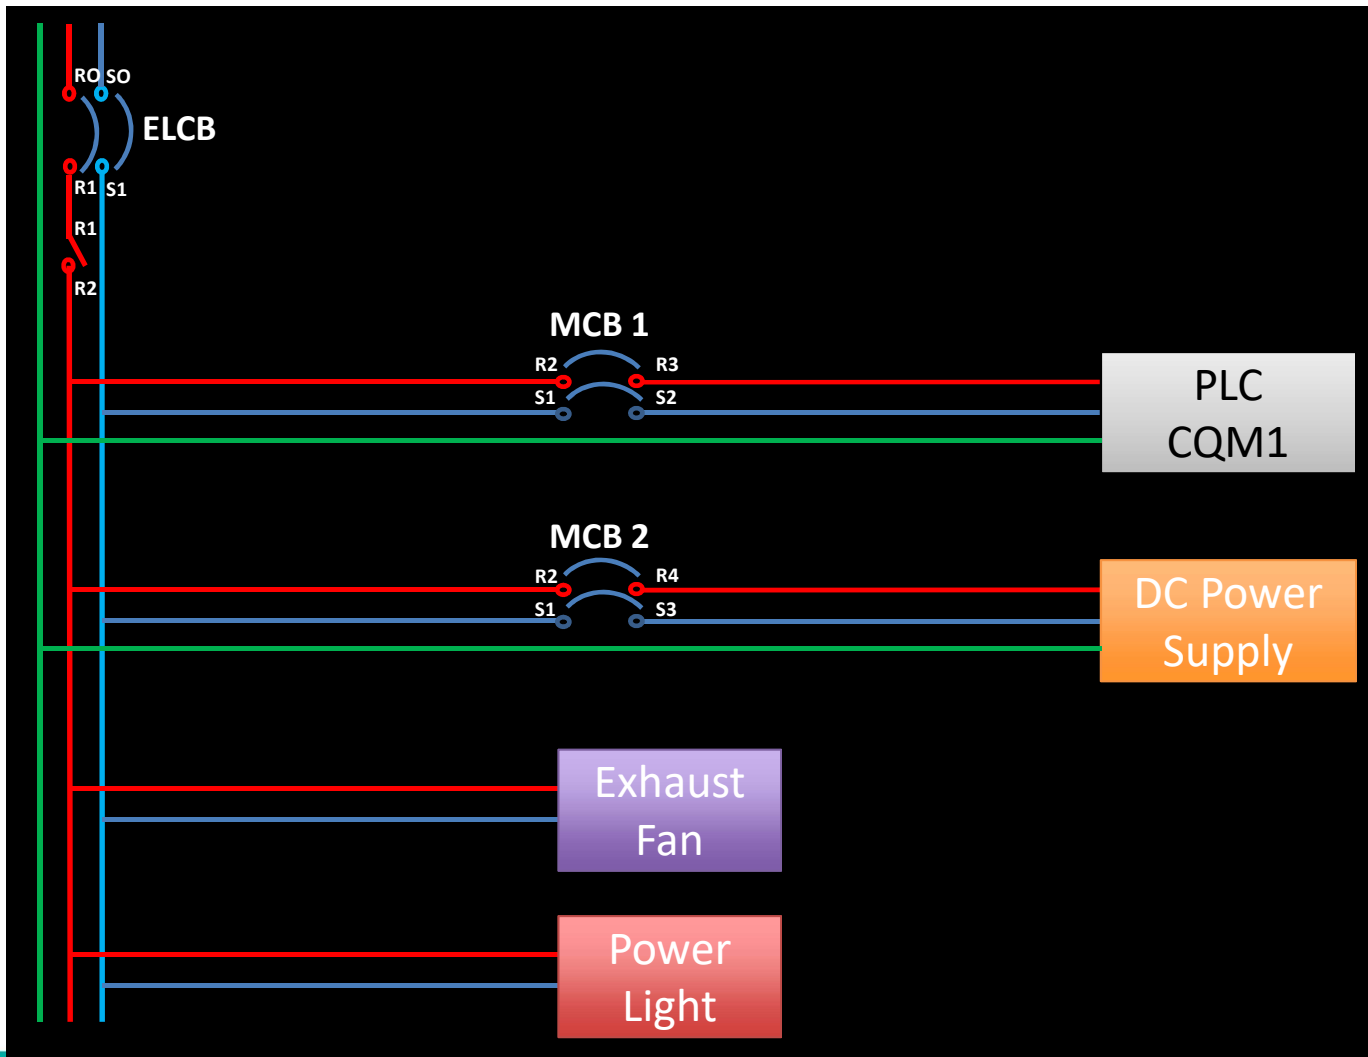 RO SO
ELCB
R1 S1
R1
R2
MCB 1
R2 R3
S1 S2
PLC
CQM1
MCB 2
R2 R4
S1 S3
DC Power
Supply
Exhaust
Fan
Power
Light